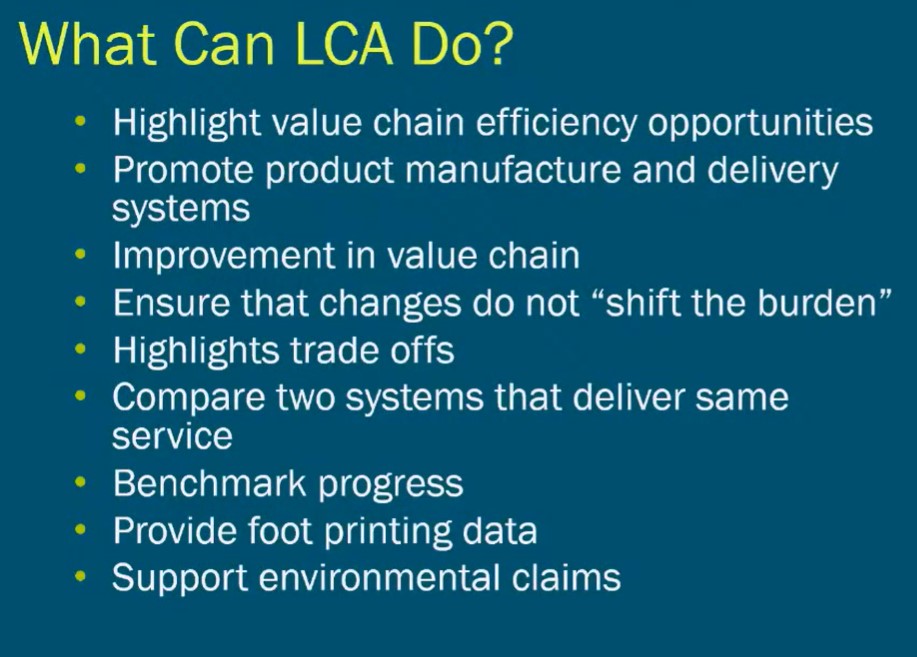 What Can LCA Do?
• Highlight value chain efficiency opportunities
• Promote product manufacture and delivery
systems
• Improvement in value chain
• Ensure that changes do not “shift the burden”
• Highlights trade offs
• Compare two systems that deliver same
service
• Benchmark progress
• Provide foot printing data
• Support environmental claims